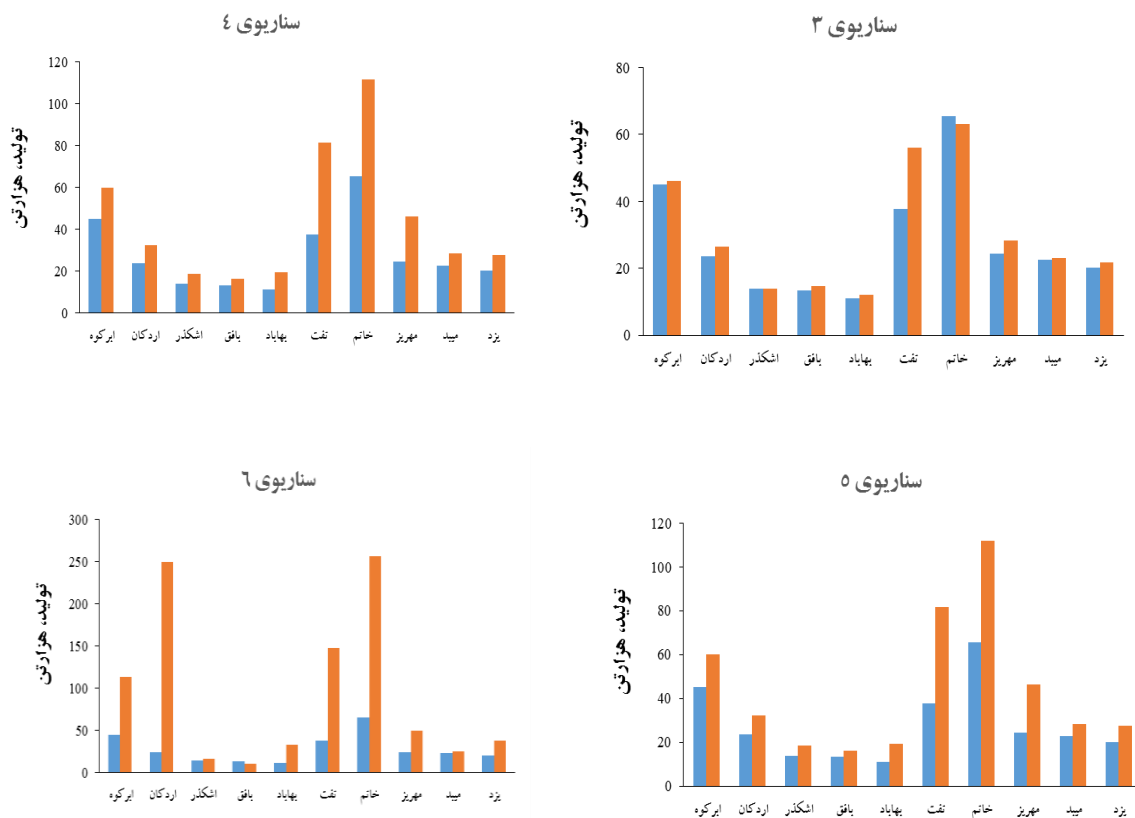 سناریوی ۳
تولید، هزارتن
80
60
40
20
0
ابرکوه
اردکان
اشکذر
بافق
بهاباد
تفت
خاتم
مهریز
میبد
یزد
سناریوی ٤
تولید، هزارتن
120
100
80
60
40
20
0
ابرکوه
اردکان
اشکذر
بافق
بهاباد
تفت
خاتم
مهریز
میبد
یزد
سناریوی ٥
تولید، هزارتن
120
100
80
60
40
20
0
ابرکوه
اردکان
اشکذر
بافق
بهاباد
تفت
خاتم
مهریز
میبد
یزد
سناریوی ٦
تولید، هزارتن
300
250
200
150
100
50
0
ابرکوه
اردکان
اشکذر
بافق
بهاباد
تفت
خاتم
مهریز
میبد
یزد